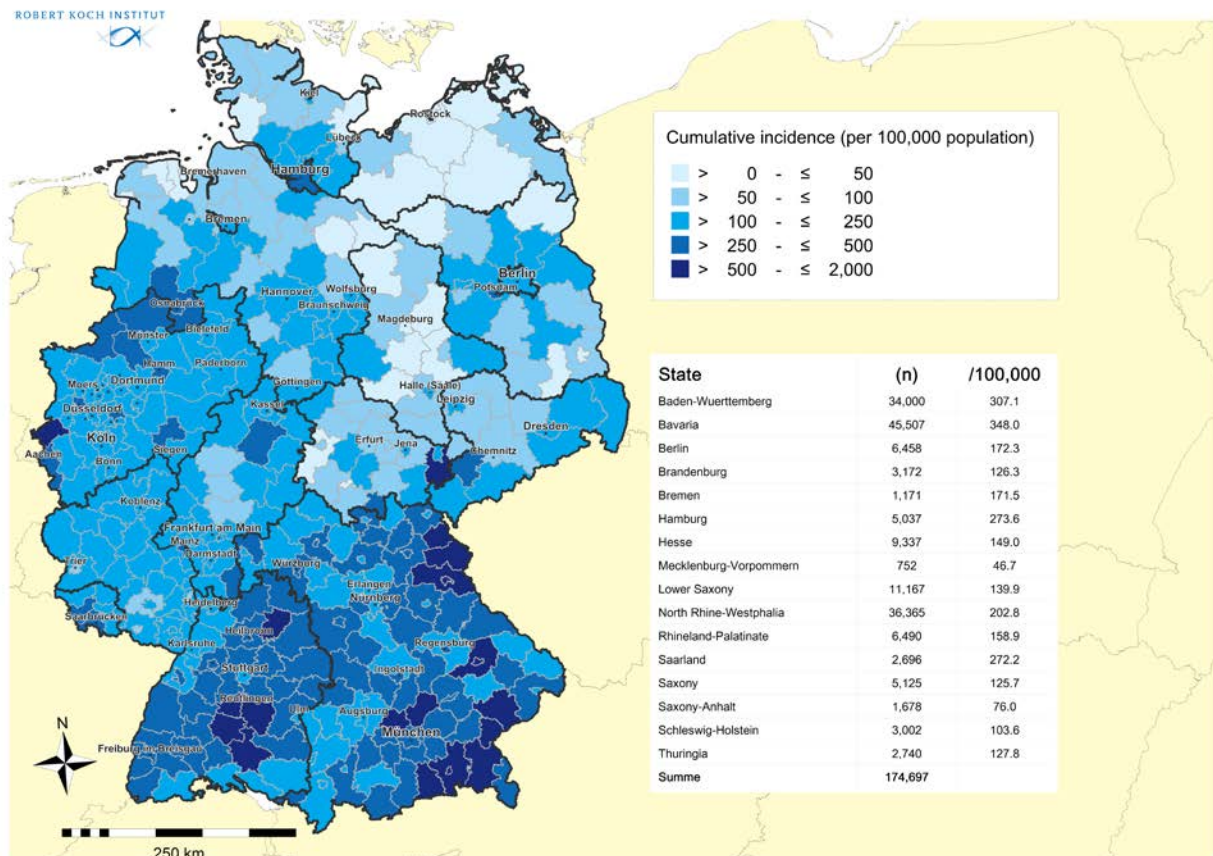 ROBERT KOCH INSTITUT
Kiel
Rostock
Lübeck
Bremerhaven
Hamburg
Bremen
Berlin
Hannover
Wolfsburg
Potsdam
Osnabrück
Braunschweig
Magdeburg
Münster
Bielefeld
Hamm
Paderborn
Moers
Dortmund
Göttingen
Halle (Saale)
Düsseldorf
Kassel
Leipzig
Köln
Dresden
Erfurt
Jena
Aachen
Siegen
Chemnitz
Bonn
Koblenz
Frankfurt am Main
Mainz
Trier
Darmstadt
Würzburg
Erlangen
Nürnberg
Heidelberg
Saarbrücken
Heilbronn
Karlsruhe
Regensburg
Stuttgart
Ingolstadt
Reutlingen
Ulm
Augsburg
München
Freiburg im Breisgau
N
250 km
Cumulative incidence (per 100,000 population)
> 0 - ≤ 50
> 50 - ≤ 100
> 100 - ≤ 250
> 250 - ≤ 500
> 500 - ≤ 2,000
State (n) /100,000
Baden-Wuerttemberg 34,000 307.1
Bavaria 45,507 348.0
Berlin 6,458 172.3
Brandenburg 3,172 126.3
Bremen 1,171 171.5
Hamburg 5,037 273.6
Hesse 9,337 149.0
Mecklenburg-Vorpommern 752 46.7
Lower Saxony 11,167 139.9
North Rhine-Westphalia 36,365 202.8
Rhineland-Palatinate 6,490 158.9
Saarland 2,696 272.2
Saxony 5,125 125.7
Saxony-Anhalt 1,678 76.0
Schleswig-Holstein 3,002 103.6
Thuringia 2,740 127.8
Summe 174,697